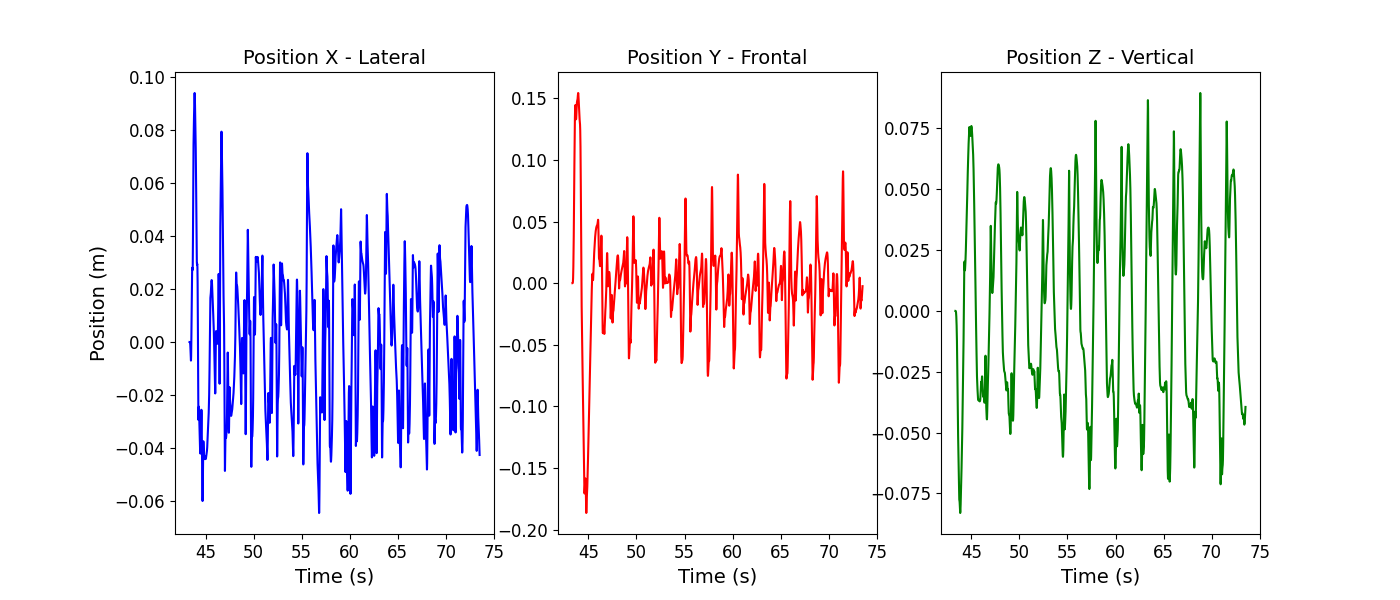 Position X - Lateral
Position Y - Frontal
Position Z - Vertical
Position (m)
0.10
0.08
0.06
0.04
0.02
0.00
−0.02
−0.04
−0.06
45 50 55 60 65 70 75
Time (s)
0.15
0.10
0.05
0.00
−0.05
−0.10
−0.15
−0.20
45 50 55 60 65 70 75
Time (s)
0.075
0.050
0.025
0.000
−0.025
−0.050
−0.075
45 50 55 60 65 70 75
Time (s)